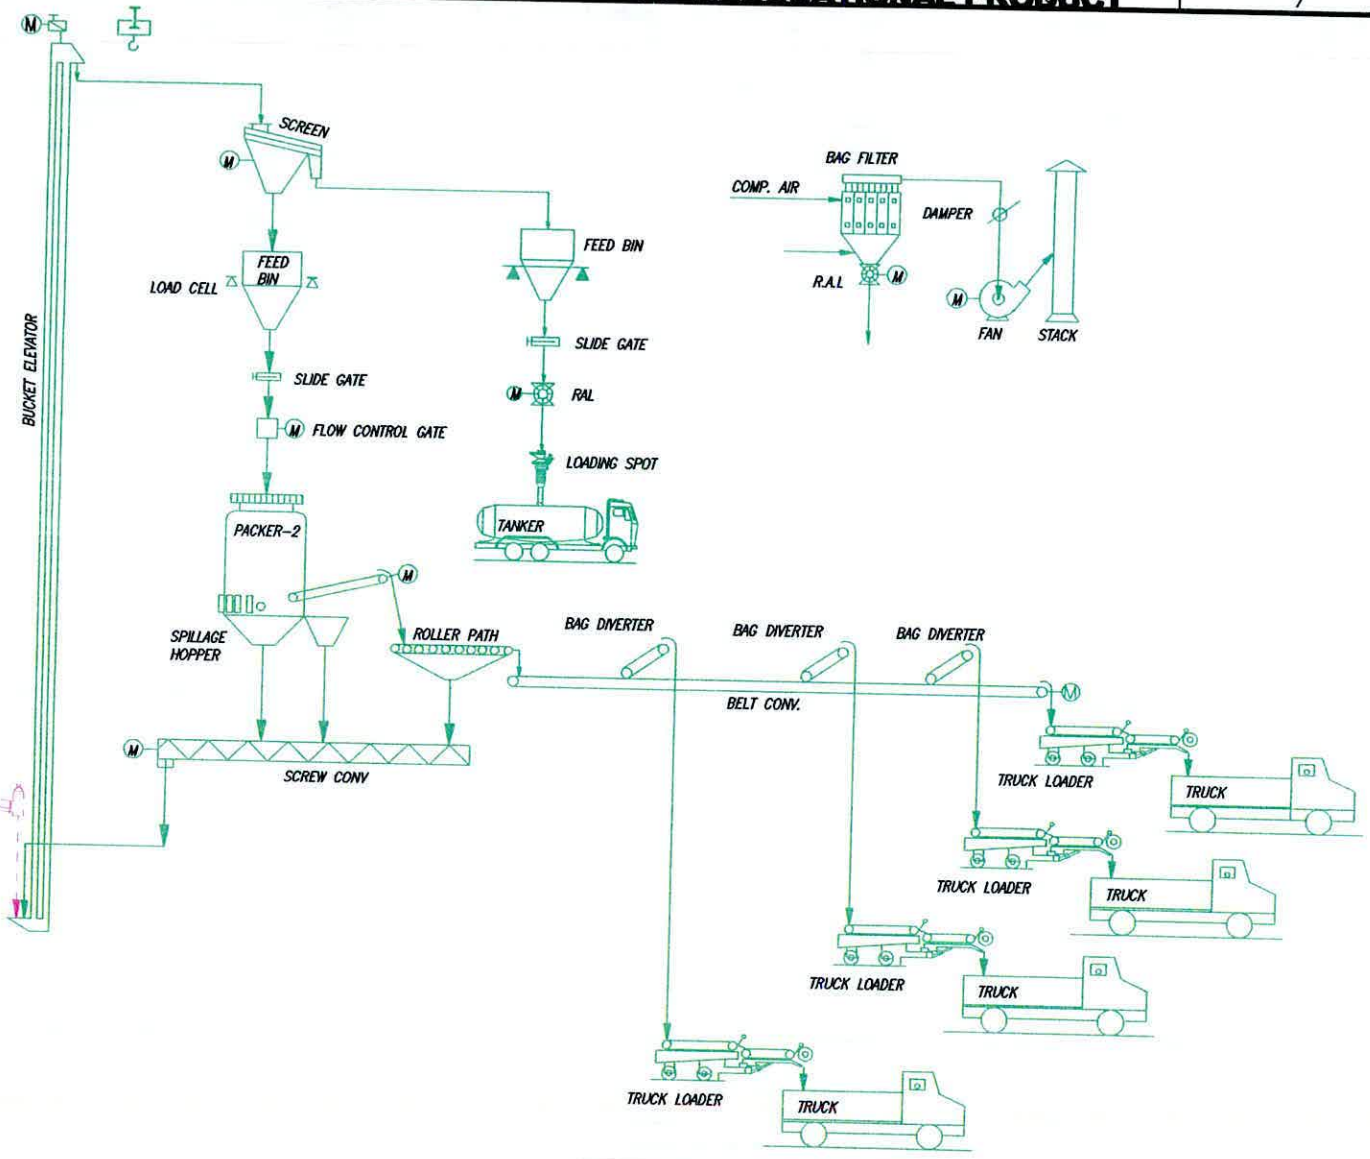 PRODUCT
M
SCREEN
M
BAG FILTER
COMP. AIR
DAMPER
FEED BIN
FEED
BIN
LOAD CELL
R.A.L
M
M
FAN
STACK
BUCKET ELEVATOR
SLIDE GATE
SLIDE GATE
M
RAL
M
FLOW CONTROL GATE
LOADING SPOT
PACKER-2
TANKER
M
SPILLAGE
HOPPER
ROLLER PATH
BAG DIVERTER
BAG DIVERTER
BAG DIVERTER
M
BELT CONV.
M
SCREW CONV
TRUCK LOADER
TRUCK
TRUCK LOADER
TRUCK
TRUCK LOADER
TRUCK
TRUCK LOADER
TRUCK